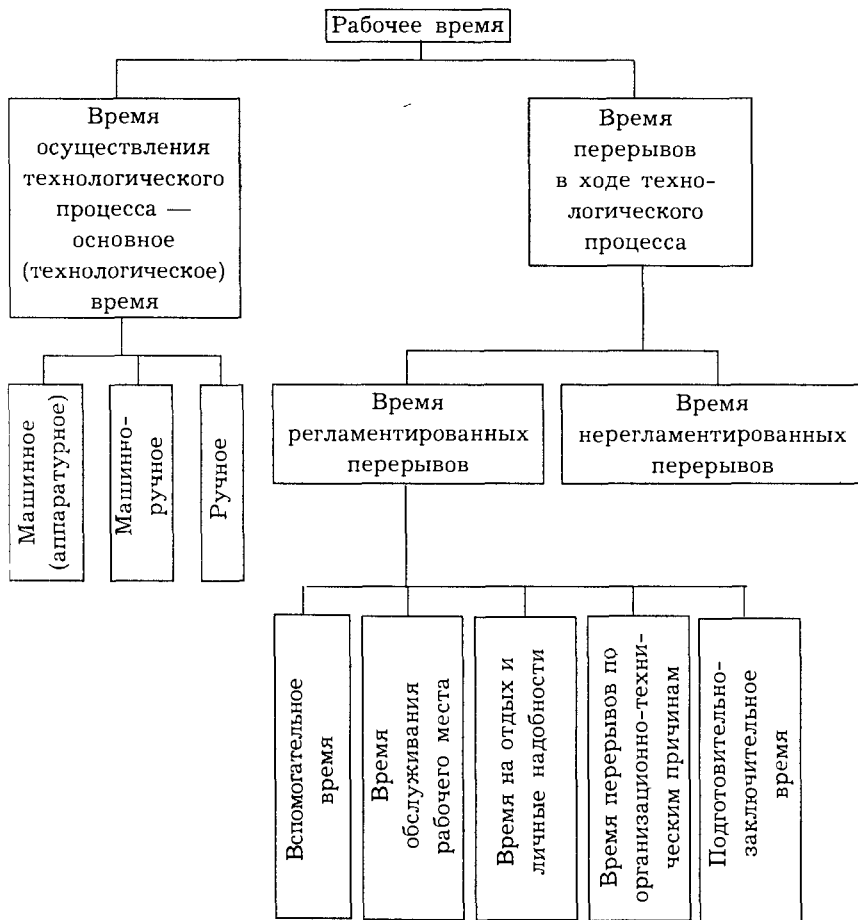 Рабочее время
Время
осуществления
технологического
процесса —
основное
(технологическое)
время
Время
перерывов
в ходе техно-
логического
процесса
Машинное
(аппаратурное)
Машинно-
ручное
Ручное
Время
регламентированных
перерывов
Время
нерегламентированных
перерывов
Вспомогательное
время
Время
обслуживания
рабочего места
Время на отдых и
личные надобности
Время перерывов по
организационно-техни-
ческим причинам
Подготовительно-
заключительное
время